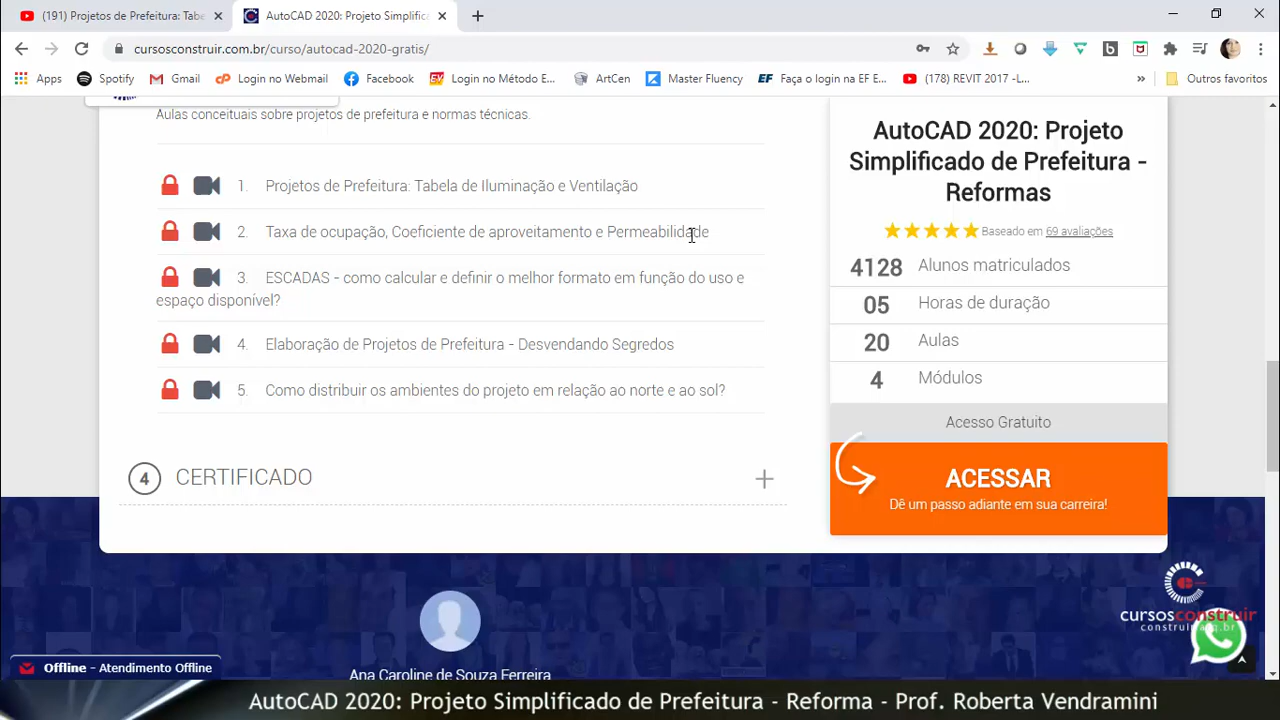 (191) Projetos de Prefeitura: Tabe
AutoCAD 2020: Projeto Simplifica
cursosconstruir.com.br/curso/autocad-2020-gratis/
Apps Spotify Gmail Login no Webmail Facebook Login no Método E... ArtCen Master Fluency Faça o login na EF E... (178) REVIT 2017 -L... » Outros favoritos
Aulas conceituais sobre projetos de prefeitura e normas técnicas.
1. Projetos de Prefeitura: Tabela de Iluminação e Ventilação
2. Taxa de ocupação, Coeficiente de aproveitamento e Permeabilidade
3. ESCADAS - como calcular e definir o melhor formato em função do uso e
espaço disponível?
4. Elaboração de Projetos de Prefeitura - Desvendando Segredos
5. Como distribuir os ambientes do projeto em relação ao norte e ao sol?
4 CERTIFICADO +
AutoCAD 2020: Projeto
Simplificado de Prefeitura -
Reformas
Baseado em 69 avaliações
4128 Alunos matriculados
05 Horas de duração
20 Aulas
4 Módulos
Acesso Gratuito
ACESSAR
Dê um passo adiante em sua carreira!
cursosconstruir
construir.arq.br
Ana Caroline de Souza Ferreira
Offline - Atendimento Offline
AutoCAD 2020: Projeto Simplificado de Prefeitura - Reforma - Prof. Roberta Vendramini